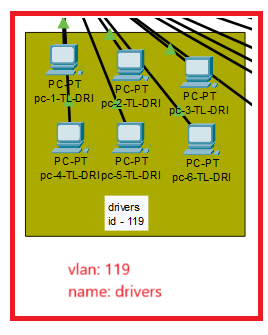 PC-PT PC-PT PC-PT
pc-1-TL-DRI pc-2-TL-DRI pc-3-TL-DRI
PC-PT PC-PT PC-PT
pc-4-TL-DRI pc-5-TL-DRI pc-6-TL-DRI
drivers
id - 119
vlan: 119
name: drivers